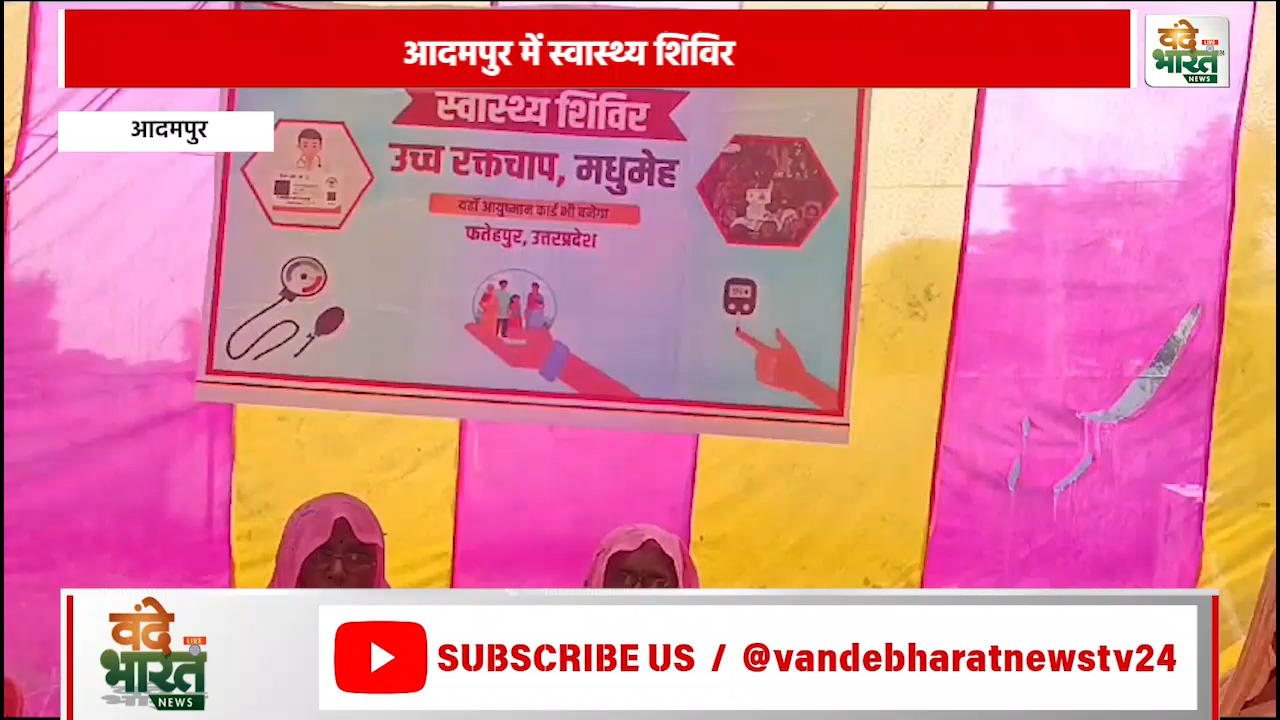 आदमपुर में स्वास्थ्य शिविर
वंदे
LIVE
भारत
24
NEWS
आदमपुर
स्वास्थ्य शिविर
उच्च रक्तचाप, मधुमेह
यहाँ आयुष्मान कार्ड भी बनेगा
फतेहपुर, उत्तरप्रदेश
वंदे
LIVE
भारत
NEWS
SUBSCRIBE US / @vandebharatnewstv24